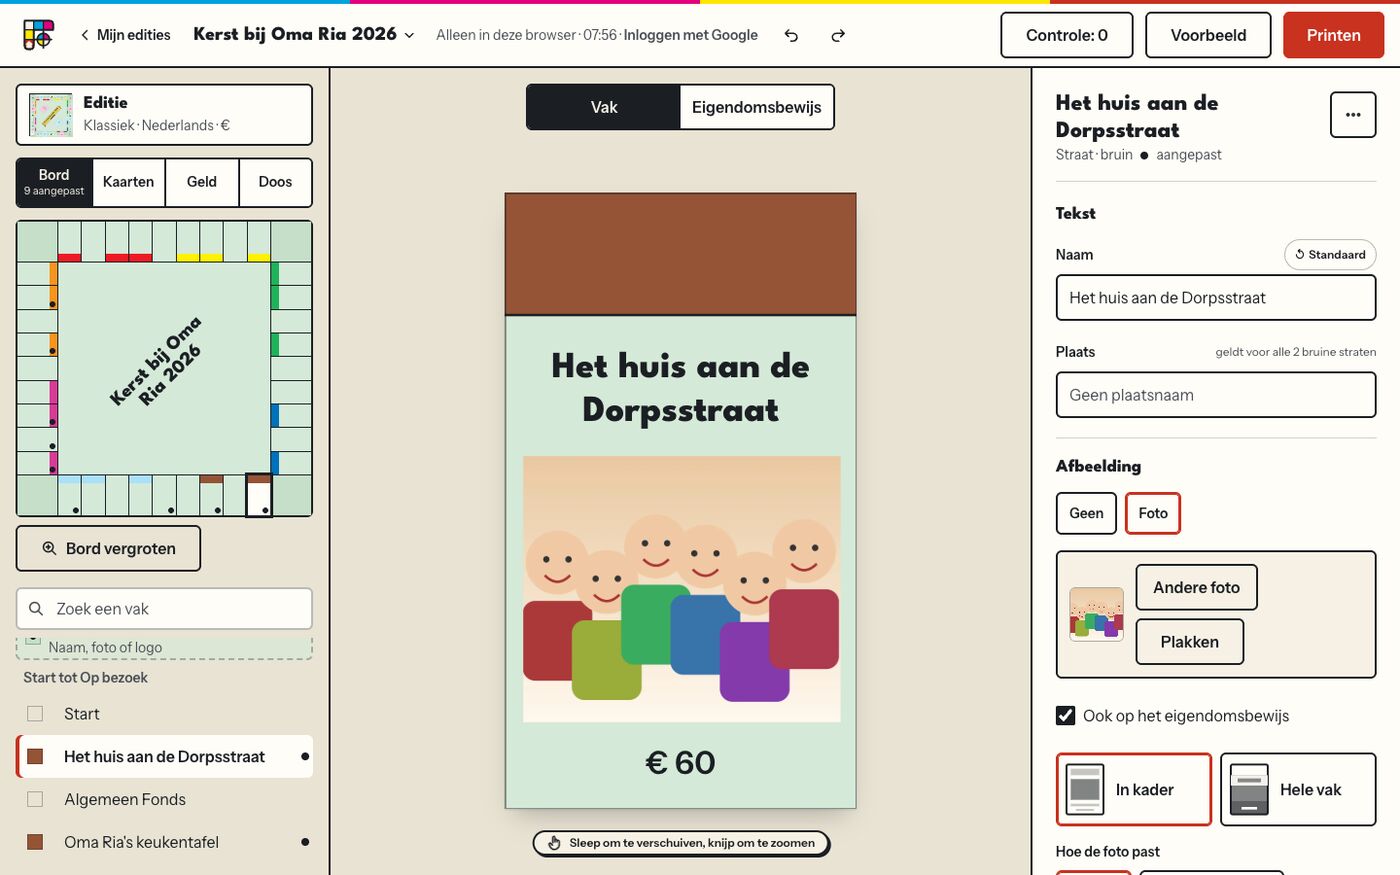 Mijn edities
Kerst bij Oma Ria 2026
Alleen in deze browser · 07:56 · Inloggen met Google
Controle: 0
Voorbeeld
Printen
Editie
Klassiek · Nederlands · €
Bord
9 aangepast
Kaarten
Geld
Doos
Kerst bij Oma
Ria 2026
Bord vergroten
Zoek een vak
Naam, foto of logo
Start tot Op bezoek
Start
Het huis aan de Dorpsstraat
Algemeen Fonds
Oma Ria's keukentafel
Vak
Eigendomsbewijs
Het huis aan de
Dorpsstraat
€ 60
Sleep om te verschuiven, knijp om te zoomen
Het huis aan de
Dorpsstraat
Straat · bruin ● aangepast
Tekst
Naam
Standaard
Het huis aan de Dorpsstraat
Plaats
geldt voor alle 2 bruine straten
Geen plaatsnaam
Afbeelding
Geen
Foto
Andere foto
Plakken
Ook op het eigendomsbewijs
In kader
Hele vak
Hoe de foto past